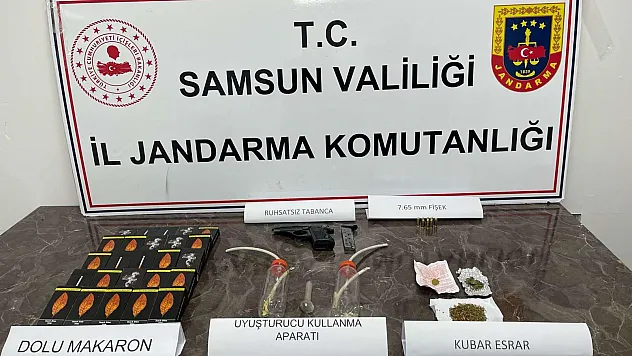 T.C.
SAMSUN VALİLİĞİ
İL JANDARMA KOMUTANLIĞI
JANDARMA
1839
RUHSATSIZ TABANCA
7.65 mm FİŞEK
DOLU MAKARON
UYUŞTURUCU KULLANMA
APARATI
KUBAR ESRAR